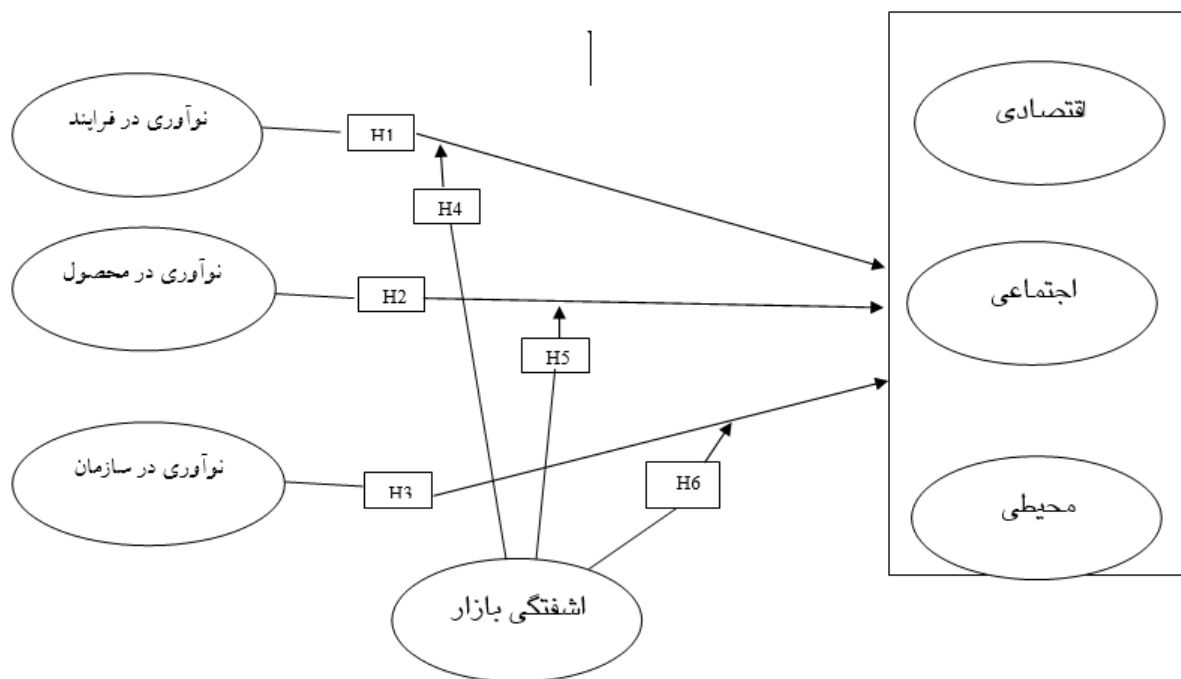 نوآوری در فرایند
H1
H4
نوآوری در محصول
H2
H5
نوآوری در سازمان
H3
H6
اشفتگی بازار
اقتصادی
اجتماعی
محیطی